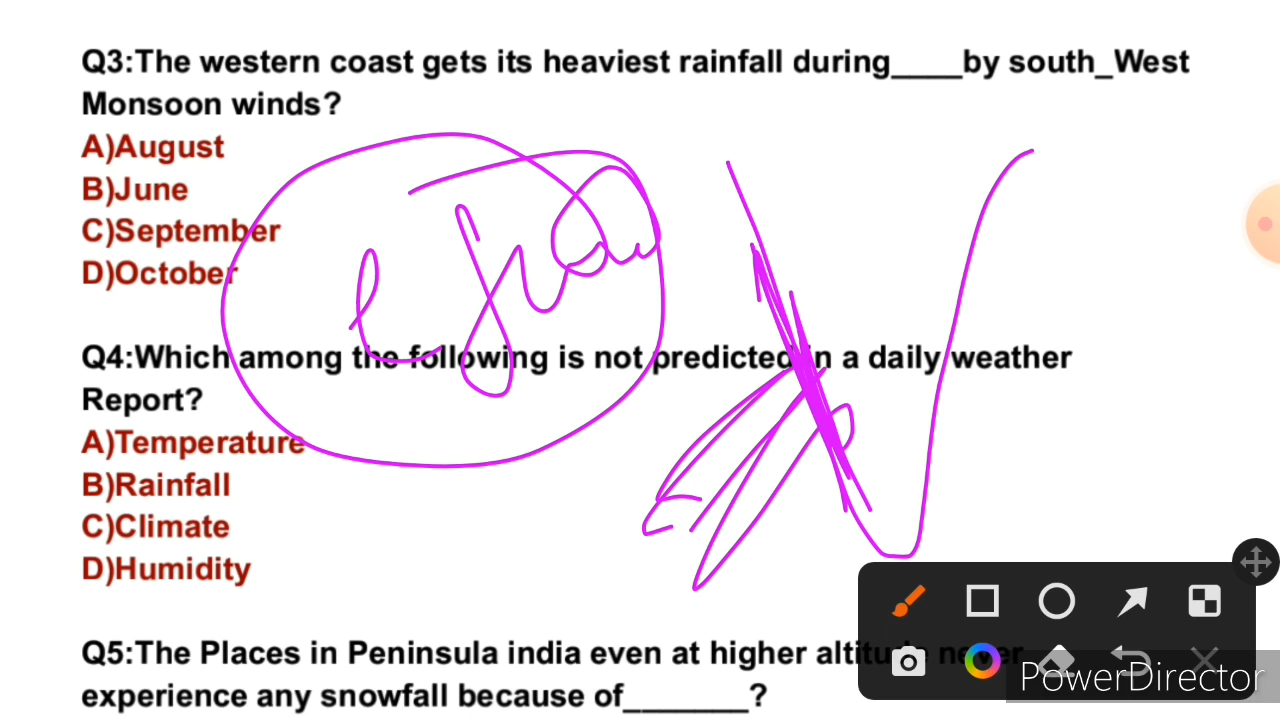 Q3:The western coast gets its heaviest rainfall during____by south_West
Monsoon winds?
A)August
B)June
C)September
D)October
Q4:Which among the following is not predicted in a daily weather
Report?
A)Temperature
B)Rainfall
C)Climate
D)Humidity
Q5:The Places in Peninsula india even at higher altitude never
experience any snowfall because of_______?
PowerDirector